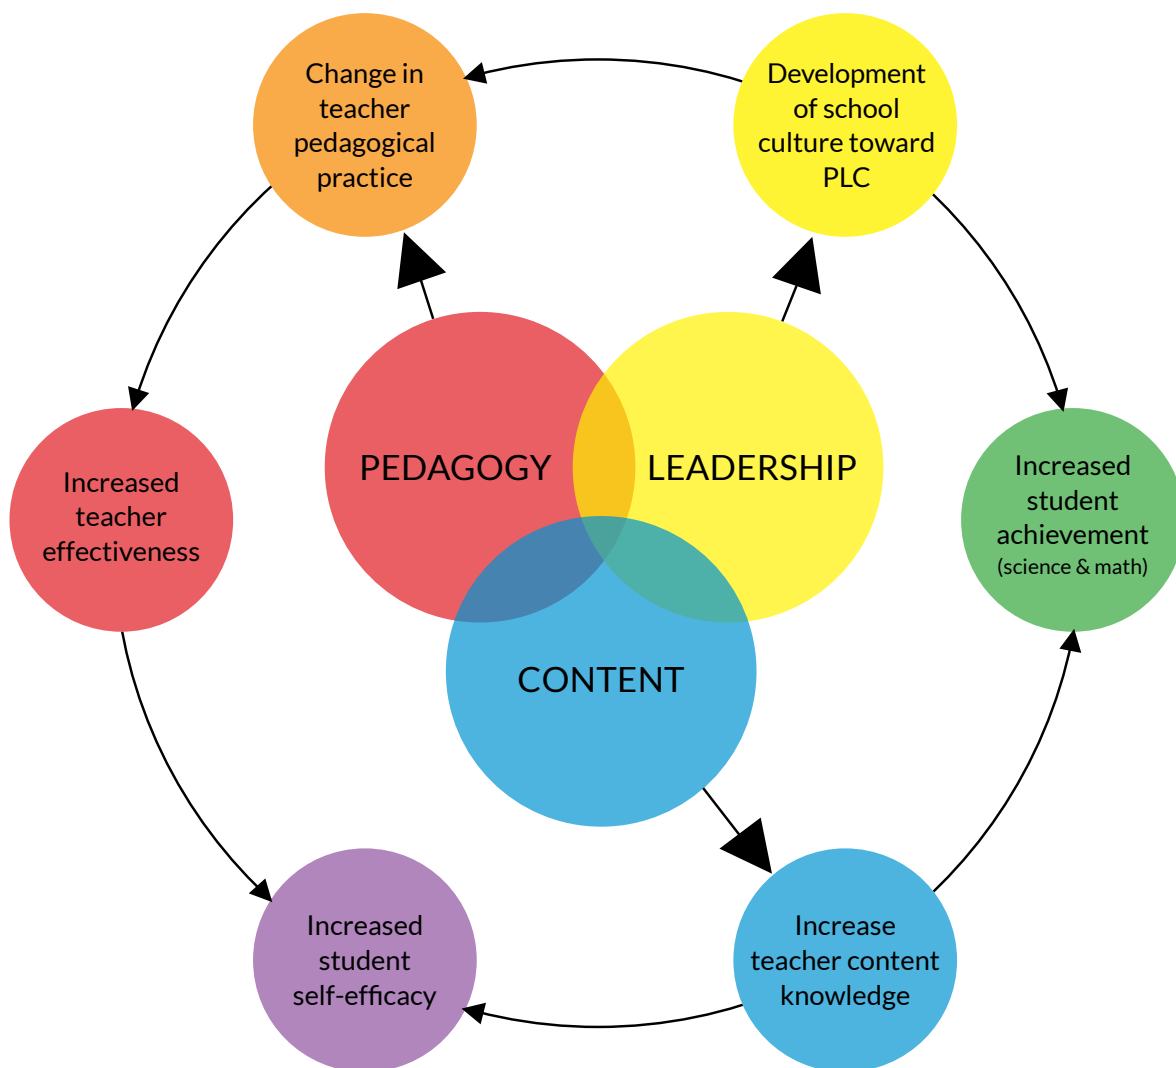 Change in
teacher
pedagogical
practice
Development
of school
culture toward
PLC
PEDAGOGY
LEADERSHIP
Increased
teacher
effectiveness
Increased
student
achievement
(science & math)
CONTENT
Increased
student
self-efficacy
Increase
teacher content
knowledge